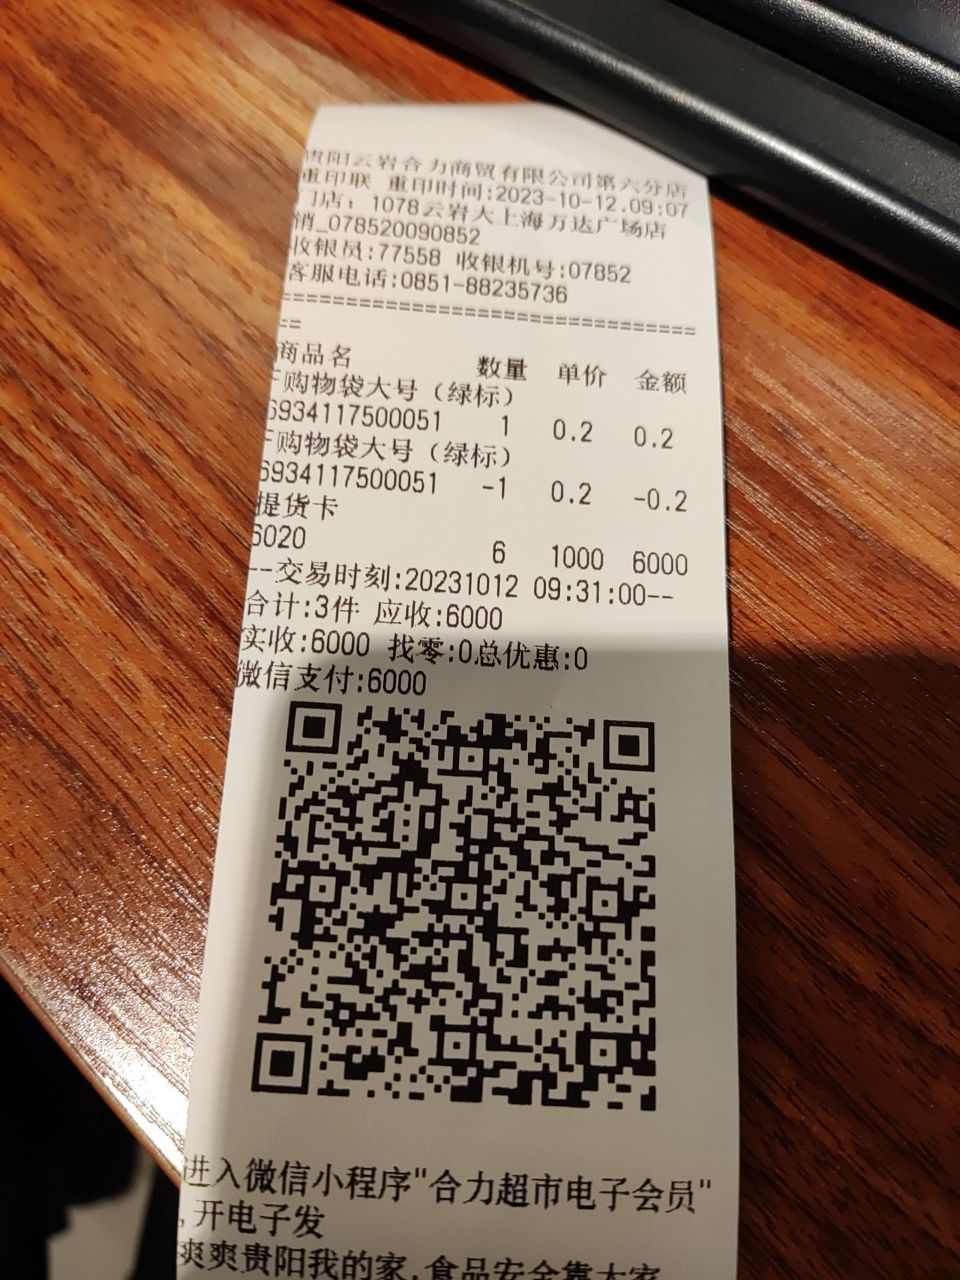 贵阳云岩合力商贸有限公司第六分店
重印联 重印时间:2023-10-12.09:07
门店: 1078云岩大上海万达广场店
销_078520090852
收银员:77558 收银机号:07852
客服电话:0851-88235736
================================================
==
商品名 数量 单价 金额
F购物袋大号（绿标）
6934117500051 1 0.2 0.2
F购物袋大号（绿标）
6934117500051 -1 0.2 -0.2
提货卡
6020 6 1000 6000
--交易时刻:20231012 09:31:00--
合计:3件 应收:6000
实收:6000 找零:0总优惠:0
微信支付:6000
进入微信小程序"合力超市电子会员"
,开电子发
爽爽贵阳我的家,食品安全靠大家